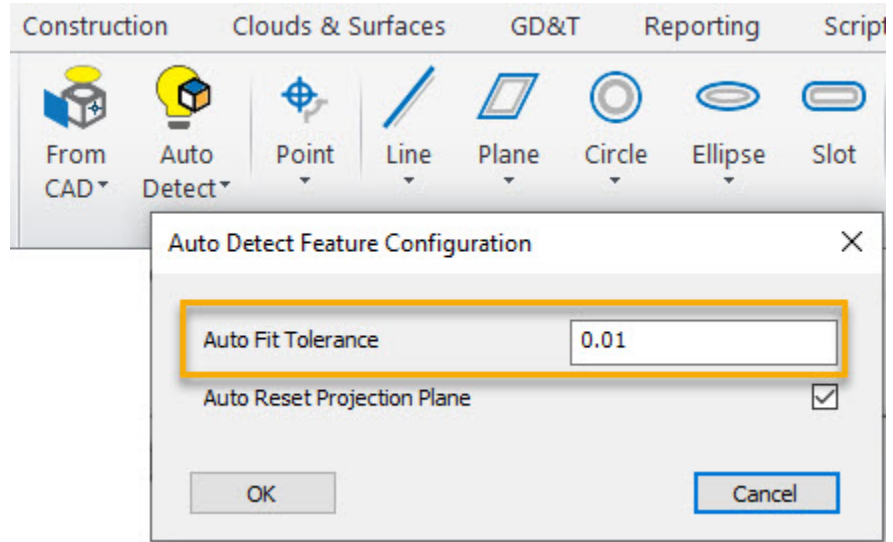 Construction Clouds & Surfaces GD&T Reporting Script
From CAD Auto Detect Point Line Plane Circle Ellipse Slot
Auto Detect Feature Configuration
Auto Fit Tolerance 0.01
Auto Reset Projection Plane
OK Cancel